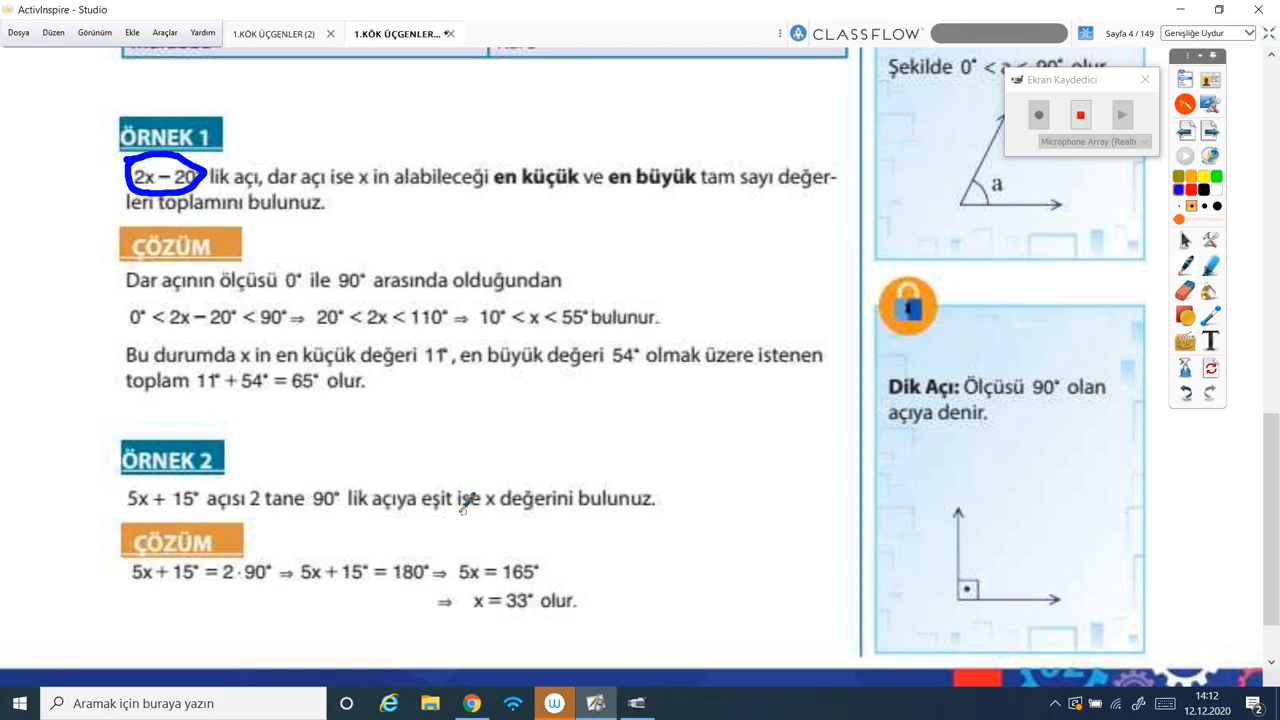 ActivInspire - Studio
Dosya Düzen Görünüm Ekle Araçlar Yardım
1.KÖK ÜÇGENLER (2)
1.KÖK ÜÇGENLER... *
CLASSFLOW
Sayfa 4 / 149
Genişliğe Uydur
ÖRNEK 1
2x – 20° lik açı, dar açı ise x in alabileceği en küçük ve en büyük tam sayı değer-
leri toplamını bulunuz.
ÇÖZÜM
Dar açının ölçüsü 0° ile 90° arasında olduğundan
0° < 2x – 20° < 90° ⇒ 20° < 2x < 110° ⇒ 10° < x < 55° bulunur.
Bu durumda x in en küçük değeri 11°, en büyük değeri 54° olmak üzere istenen
toplam 11° + 54° = 65° olur.
ÖRNEK 2
5x + 15° açısı 2 tane 90° lik açıya eşit ise x değerini bulunuz.
ÇÖZÜM
5x + 15° = 2 · 90° ⇒ 5x + 15° = 180° ⇒ 5x = 165°
⇒ x = 33° olur.
Şekilde 0° < a < 90° olur.
a
Dik Açı: Ölçüsü 90° olan
açıya denir.
Ekran Kaydedici
Microphone Array (Realte
Aramak için buraya yazın
14:12
12.12.2020
2